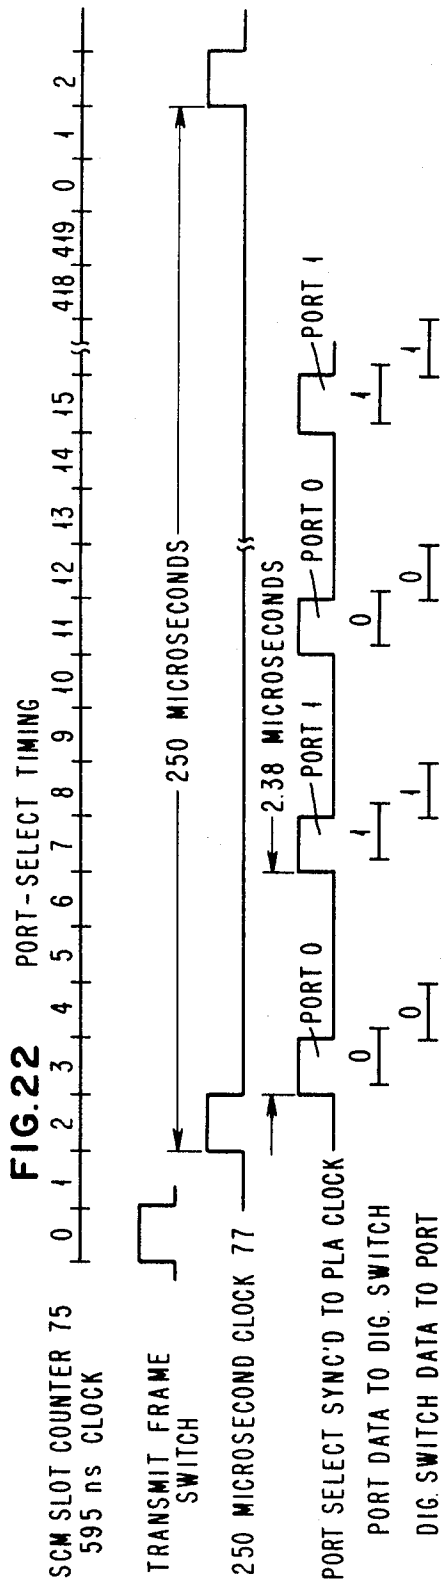 FIG.22 PORT-SELECT TIMING
SCM SLOT COUNTER 75
595 ns CLOCK
0 1 2 3 4 5 6 7 8 9 10 11 12 13 14 15 418 419 0 1 2
TRANSMIT FRAME
SWITCH
250 MICROSECONDS
250 MICROSECOND CLOCK 77
2.38 MICROSECONDS
PORT SELECT SYNC'D TO PLA CLOCK
PORT 0 PORT 1 PORT 0 PORT 1
PORT DATA TO DIG. SWITCH
0 1 0 1
DIG. SWITCH DATA TO PORT
0 1 0 1